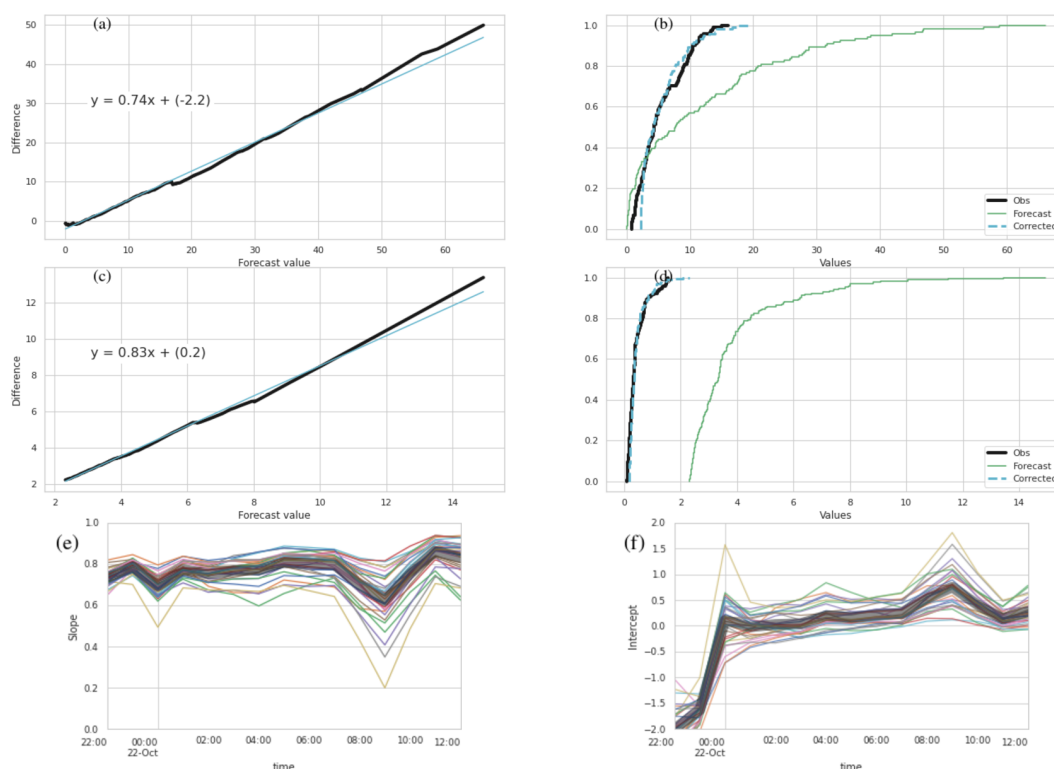 (a)
50
40
30
20
10
0
Difference
y = 0.74x + (-2.2)
0 10 20 30 40 50 60
Forecast value
(b)
1.0
0.8
0.6
0.4
0.2
0.0
Obs
Forecast
Corrected
0 10 20 30 40 50 60
Values
(c)
12
10
8
6
4
2
Difference
y = 0.83x + (0.2)
2 4 6 8 10 12 14
Forecast value
(d)
1.0
0.8
0.6
0.4
0.2
0.0
Obs
Forecast
Corrected
0 2 4 6 8 10 12 14
Values
(e)
1.0
0.8
0.6
0.4
0.2
0.0
Slope
22:00 00:00 02:00 04:00 06:00 08:00 10:00 12:00
22-Oct
time
(f)
2.0
1.5
1.0
0.5
0.0
−0.5
−1.0
−1.5
−2.0
Intercept
22:00 00:00 02:00 04:00 06:00 08:00 10:00 12:00
22-Oct
time